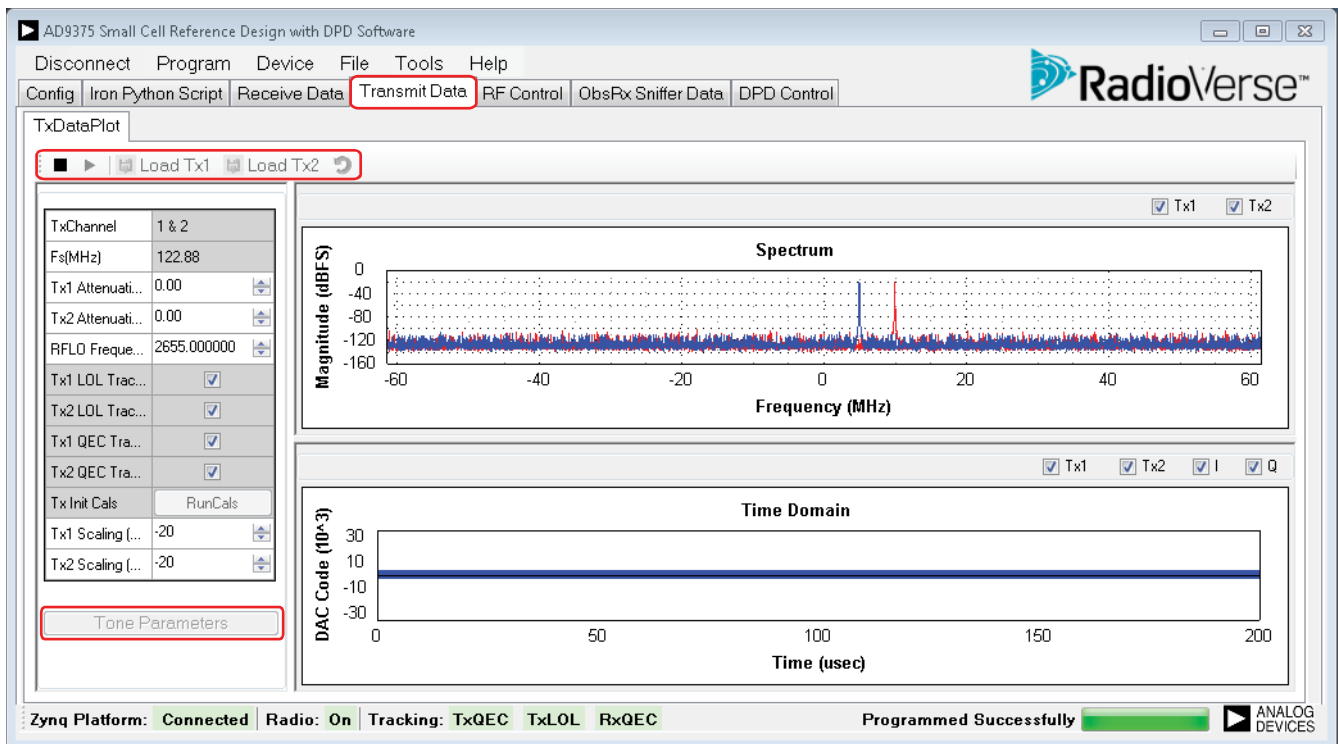 AD9375 Small Cell Reference Design with DPD Software
Disconnect Program Device File Tools Help
RadioVerse™
Config Iron Python Script Receive Data Transmit Data RF Control ObsRx Sniffer Data DPD Control
TxDataPlot
Load Tx1 Load Tx2
TxChannel 1 & 2
Fs(MHz) 122.88
Tx1 Attenuati... 0.00
Tx2 Attenuati... 0.00
RFLO Freque... 2655.000000
Tx1 LOL Trac...
Tx2 LOL Trac...
Tx1 QEC Tra...
Tx2 QEC Tra...
Tx Init Cals RunCals
Tx1 Scaling (... -20
Tx2 Scaling (... -20
Tone Parameters
Tx1 Tx2
Spectrum
Magnitude (dBFS)
0
-40
-80
-120
-160
-60 -40 -20 0 20 40 60
Frequency (MHz)
Tx1 Tx2 I Q
Time Domain
DAC Code (10^3)
30
10
-10
-30
0 50 100 150 200
Time (usec)
Zynq Platform: Connected Radio: On Tracking: TxQEC TxLOL RxQEC Programmed Successfully
ANALOG
DEVICES